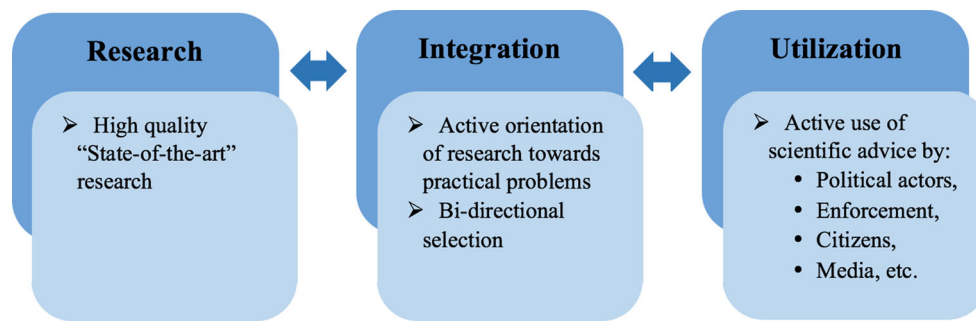 Research
➢ High quality
“State-of-the-art”
research
Integration
➢ Active orientation
of research towards
practical problems
➢ Bi-directional
selection
Utilization
➢ Active use of
scientific advice by:
• Political actors,
• Enforcement,
• Citizens,
• Media, etc.